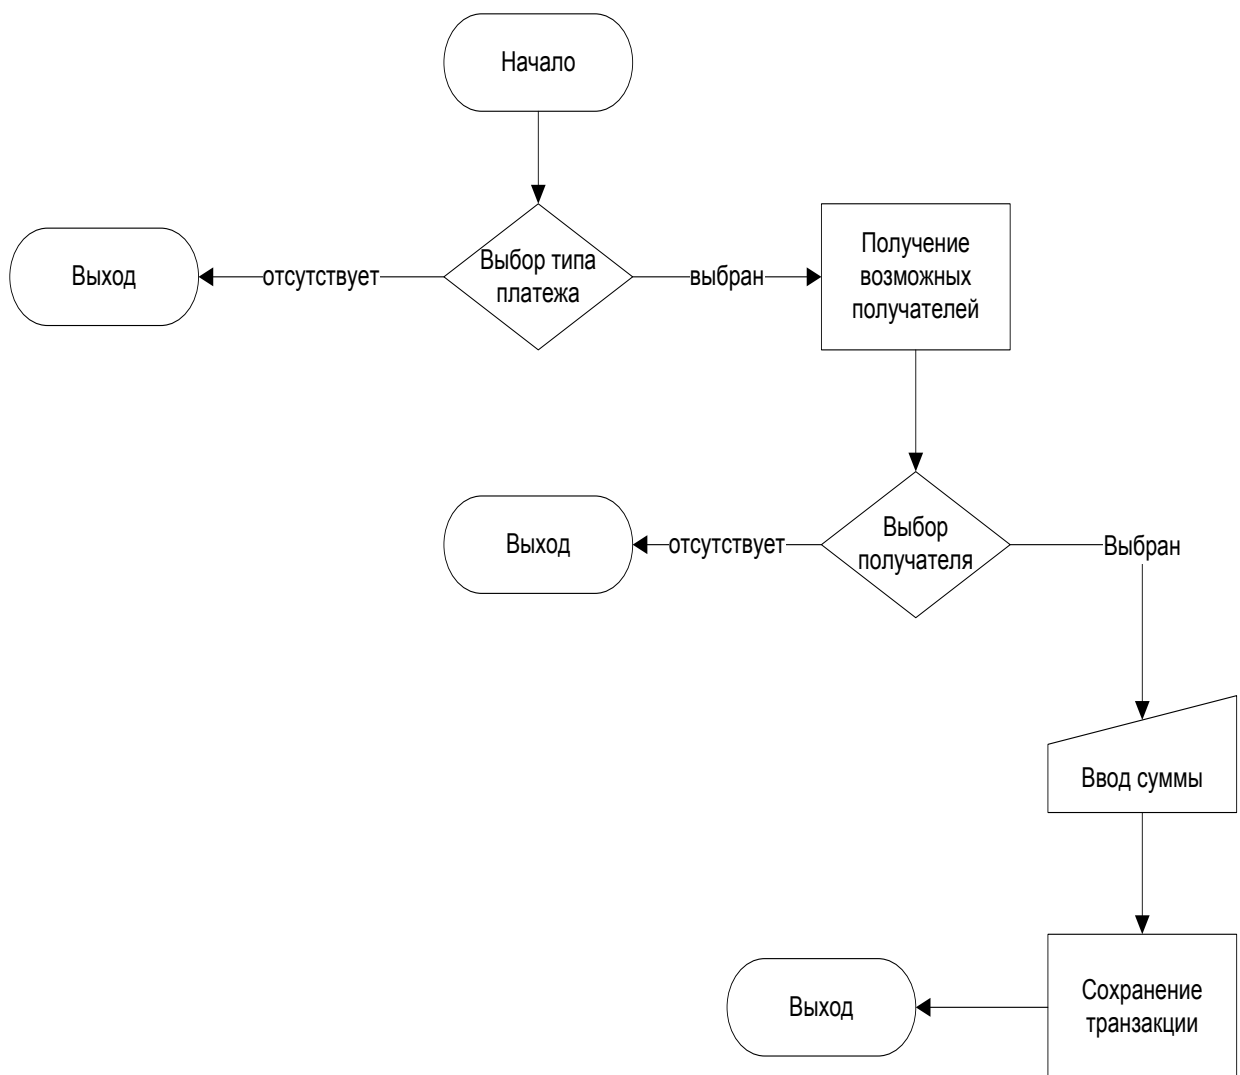 Начало
Выход
отсутствует
Выбор типа
платежа
выбран
Получение
возможных
получателей
Выход
отсутствует
Выбор
получателя
Выбран
Ввод суммы
Выход
Сохранение
транзакции